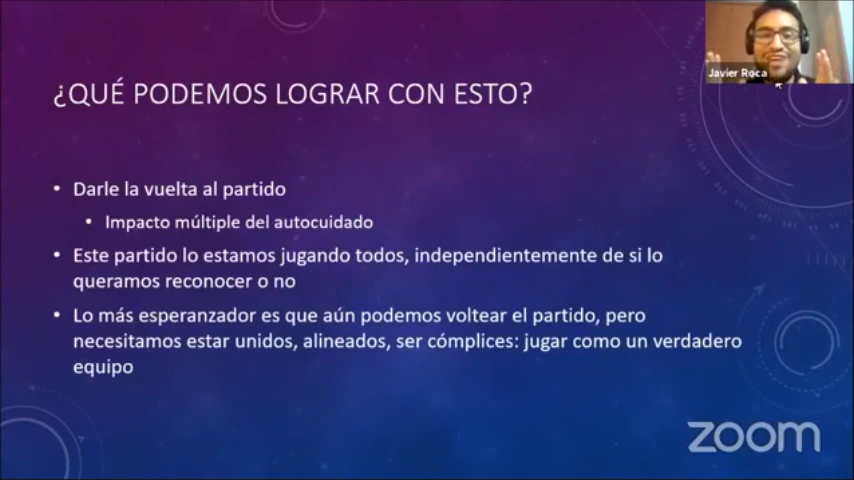 Javier Roca
¿QUÉ PODEMOS LOGRAR CON ESTO?
• Darle la vuelta al partido
• Impacto múltiple del autocuidado
• Este partido lo estamos jugando todos, independientemente de si lo
queramos reconocer o no
• Lo más esperanzador es que aún podemos voltear el partido, pero
necesitamos estar unidos, alineados, ser cómplices: jugar como un verdadero
equipo
zoom